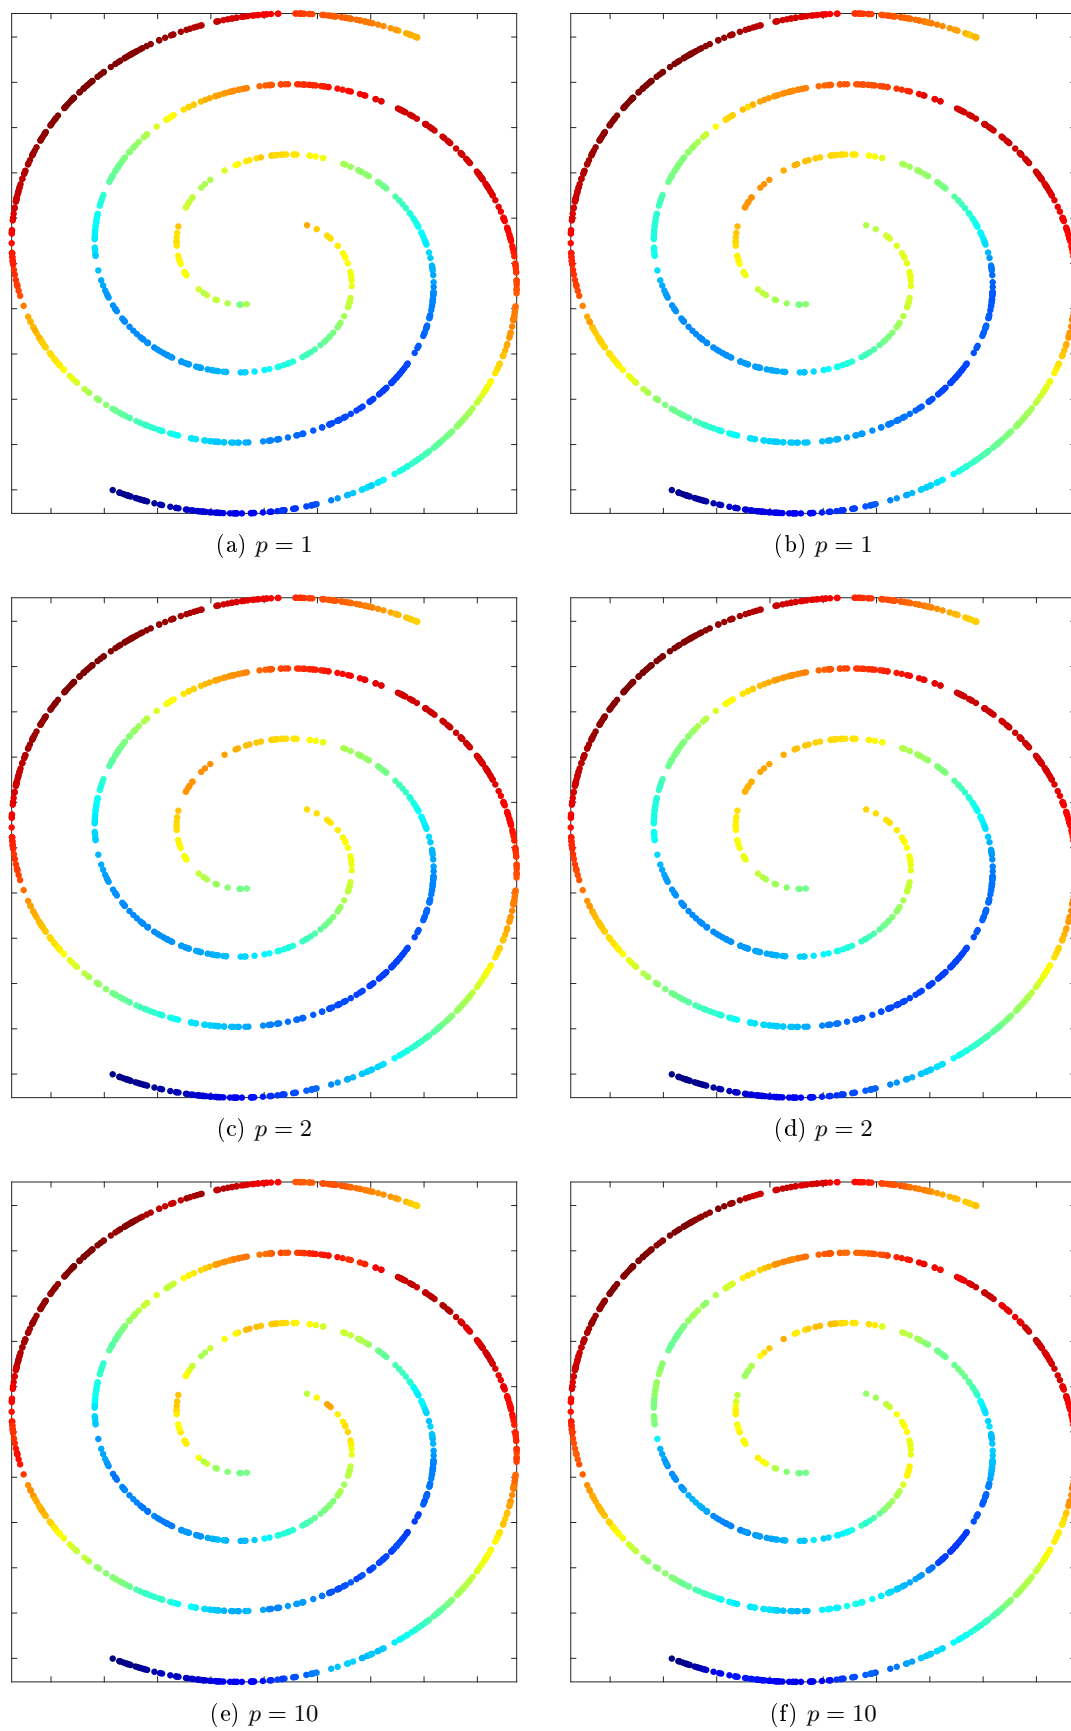 (a) p = 1
(b) p = 1
(c) p = 2
(d) p = 2
(e) p = 10
(f) p = 10